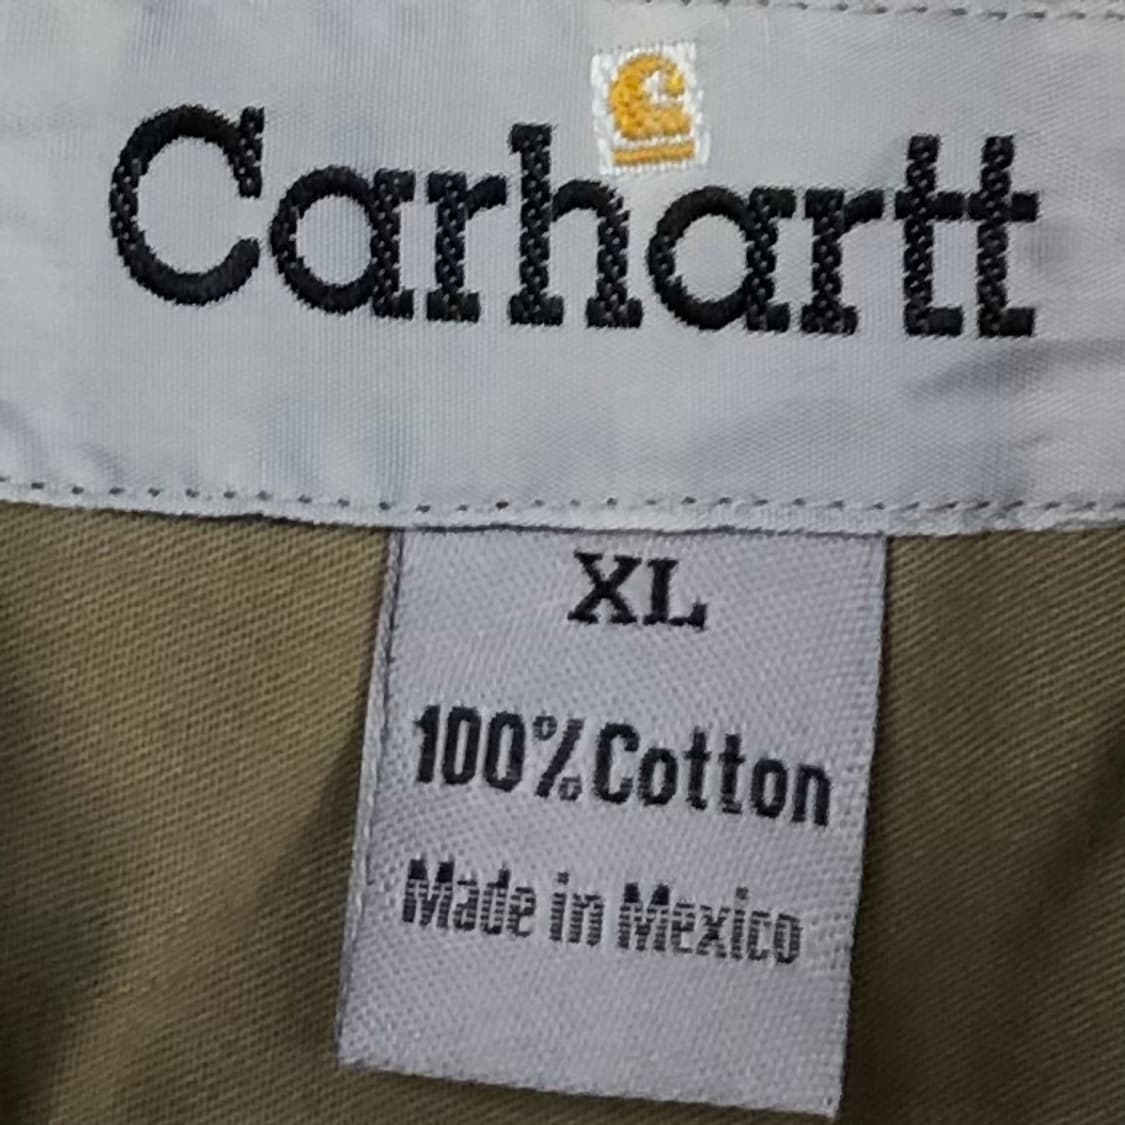 Carhartt
XL
100% Cotton
Made in Mexico